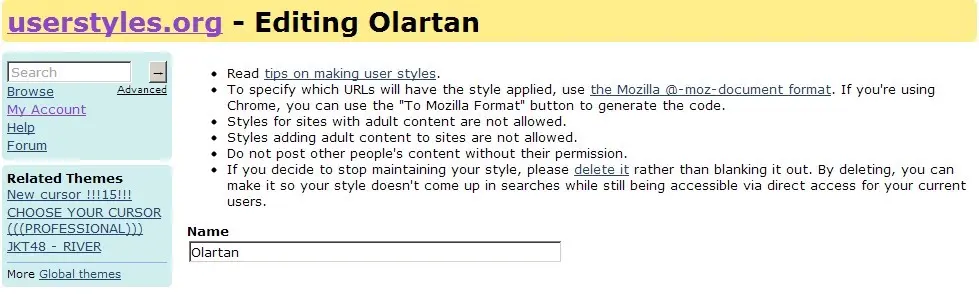 userstyles.org - Editing Olartan
Search →
Browse Advanced
My Account
Help
Forum
Related Themes
New cursor !!!15!!!
CHOOSE YOUR CURSOR
(((PROFESSIONAL)))
JKT48 - RIVER
More Global themes
• Read tips on making user styles.
• To specify which URLs will have the style applied, use the Mozilla @-moz-document format. If you're using
Chrome, you can use the "To Mozilla Format" button to generate the code.
• Styles for sites with adult content are not allowed.
• Styles adding adult content to sites are not allowed.
• Do not post other people's content without their permission.
• If you decide to stop maintaining your style, please delete it rather than blanking it out. By deleting, you can
make it so your style doesn't come up in searches while still being accessible via direct access for your current
users.
Name
Olartan